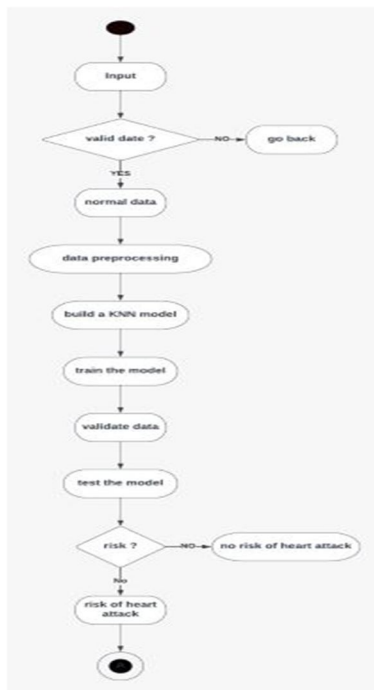 Input
valid date ?
NO
go back
YES
normal data
data preprocessing
build a KNN model
train the model
validate data
test the model
risk ?
NO
no risk of heart attack
No
risk of heart
attack